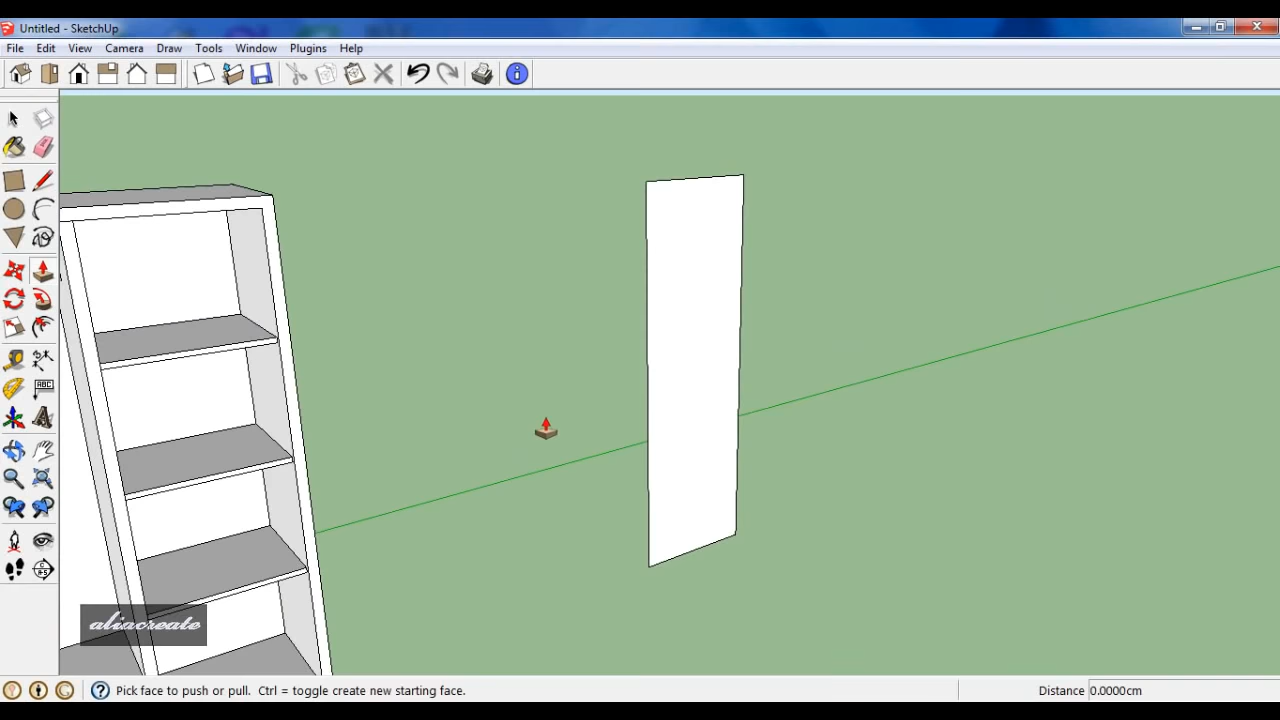 Untitled - SketchUp
File Edit View Camera Draw Tools Window Plugins Help
ABC
aliacreate
Pick face to push or pull. Ctrl = toggle create new starting face.
Distance 0.0000cm